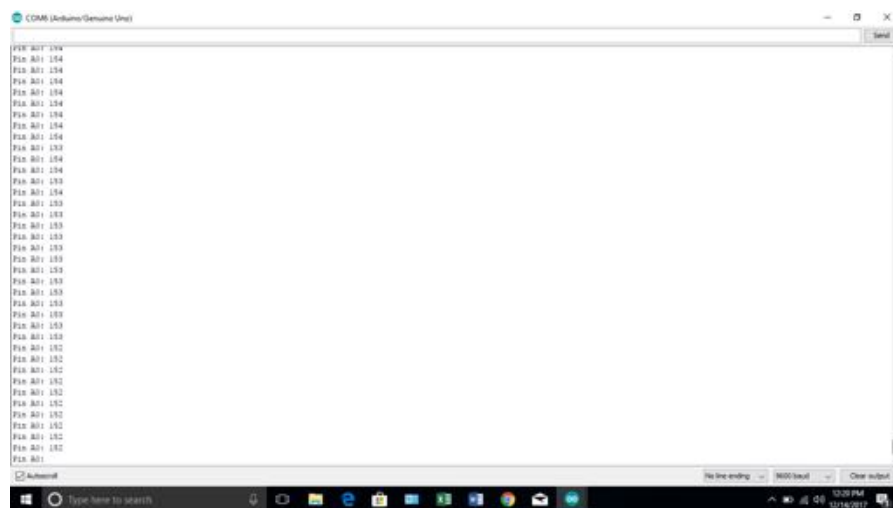 COM6 (Arduino/Genuino Uno)
Send
Pin A0: 154
Pin A0: 154
Pin A0: 154
Pin A0: 154
Pin A0: 154
Pin A0: 154
Pin A0: 154
Pin A0: 154
Pin A0: 154
Pin A0: 153
Pin A0: 154
Pin A0: 154
Pin A0: 153
Pin A0: 154
Pin A0: 153
Pin A0: 153
Pin A0: 153
Pin A0: 153
Pin A0: 153
Pin A0: 153
Pin A0: 153
Pin A0: 153
Pin A0: 153
Pin A0: 153
Pin A0: 153
Pin A0: 153
Pin A0: 153
Pin A0: 152
Pin A0: 152
Pin A0: 152
Pin A0: 152
Pin A0: 152
Pin A0: 152
Pin A0: 152
Pin A0: 152
Pin A0: 152
Pin A0: 152
Pin A0:
Autoscroll
No line ending
9600 baud
Clear output
Type here to search
12:29 PM
12/14/2017